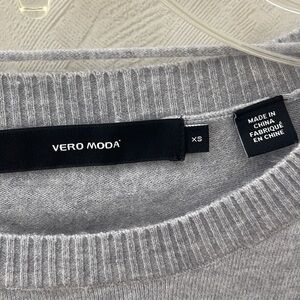 VERO MODA
XS
MADE IN
CHINA
FABRIQUÉ
EN CHINE